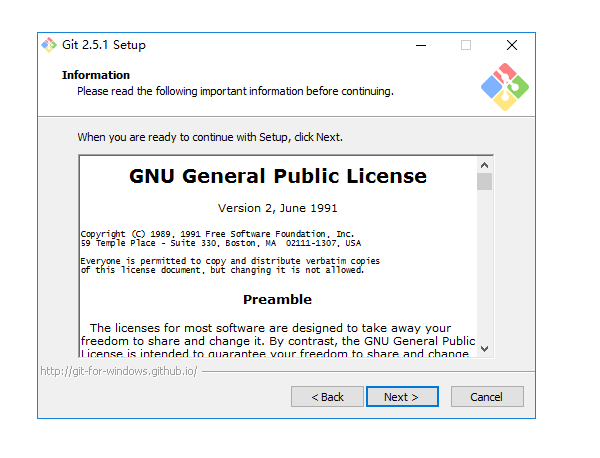 Git 2.5.1 Setup
Information
Please read the following important information before continuing.
When you are ready to continue with Setup, click Next.
GNU General Public License
Version 2, June 1991
Copyright (C) 1989, 1991 Free Software Foundation, Inc.
59 Temple Place - Suite 330, Boston, MA  02111-1307, USA
Everyone is permitted to copy and distribute verbatim copies
of this license document, but changing it is not allowed.
Preamble
The licenses for most software are designed to take away your
freedom to share and change it. By contrast, the GNU General Public
License is intended to guarantee your freedom to share and change
http://git-for-windows.github.io/
< Back
Next >
Cancel